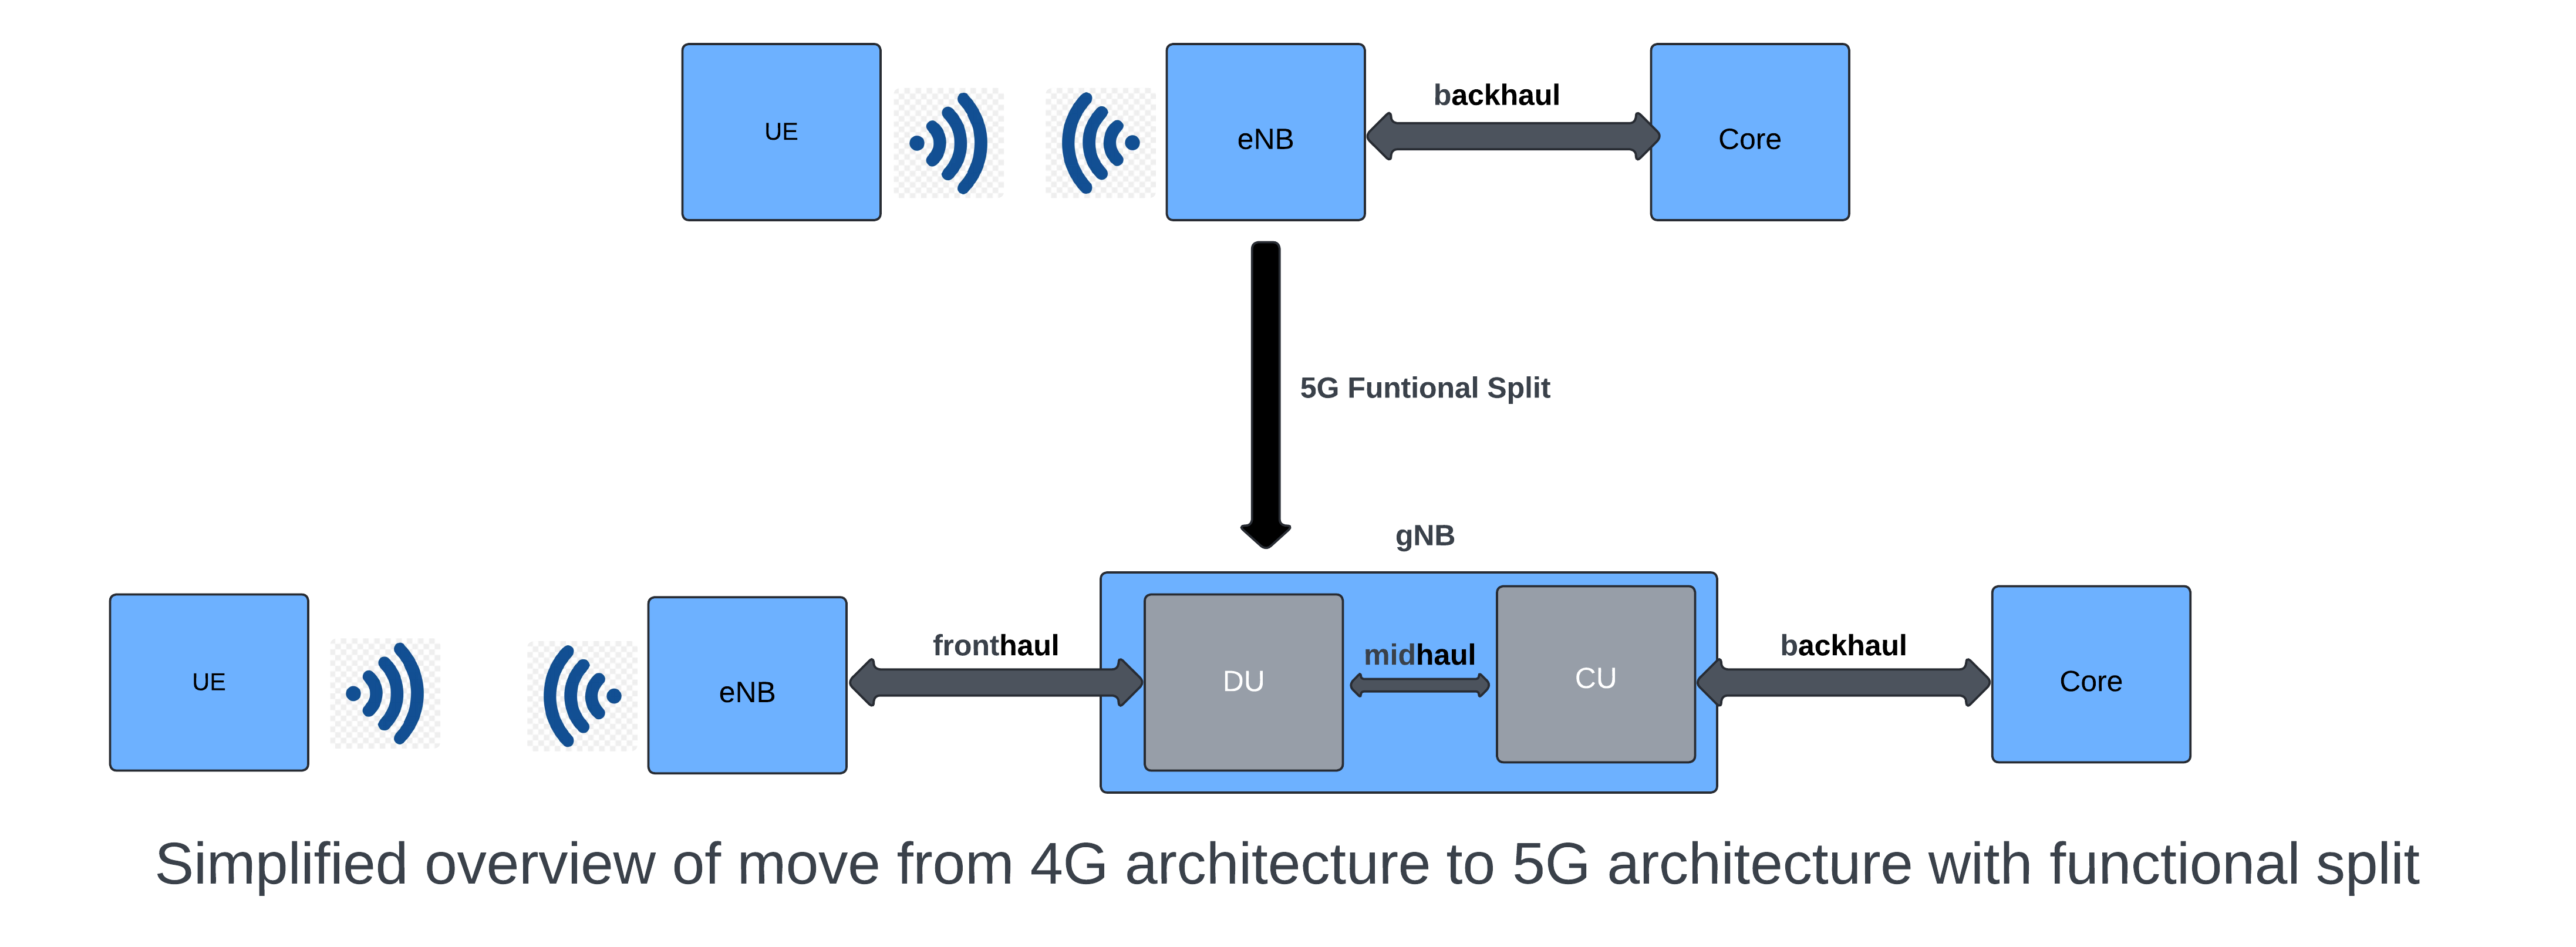 backhaul
UE
eNB
Core
5G Funtional Split
gNB
fronthaul
midhaul
backhaul
UE
eNB
DU
CU
Core
Simplified overview of move from 4G architecture to 5G architecture with functional split